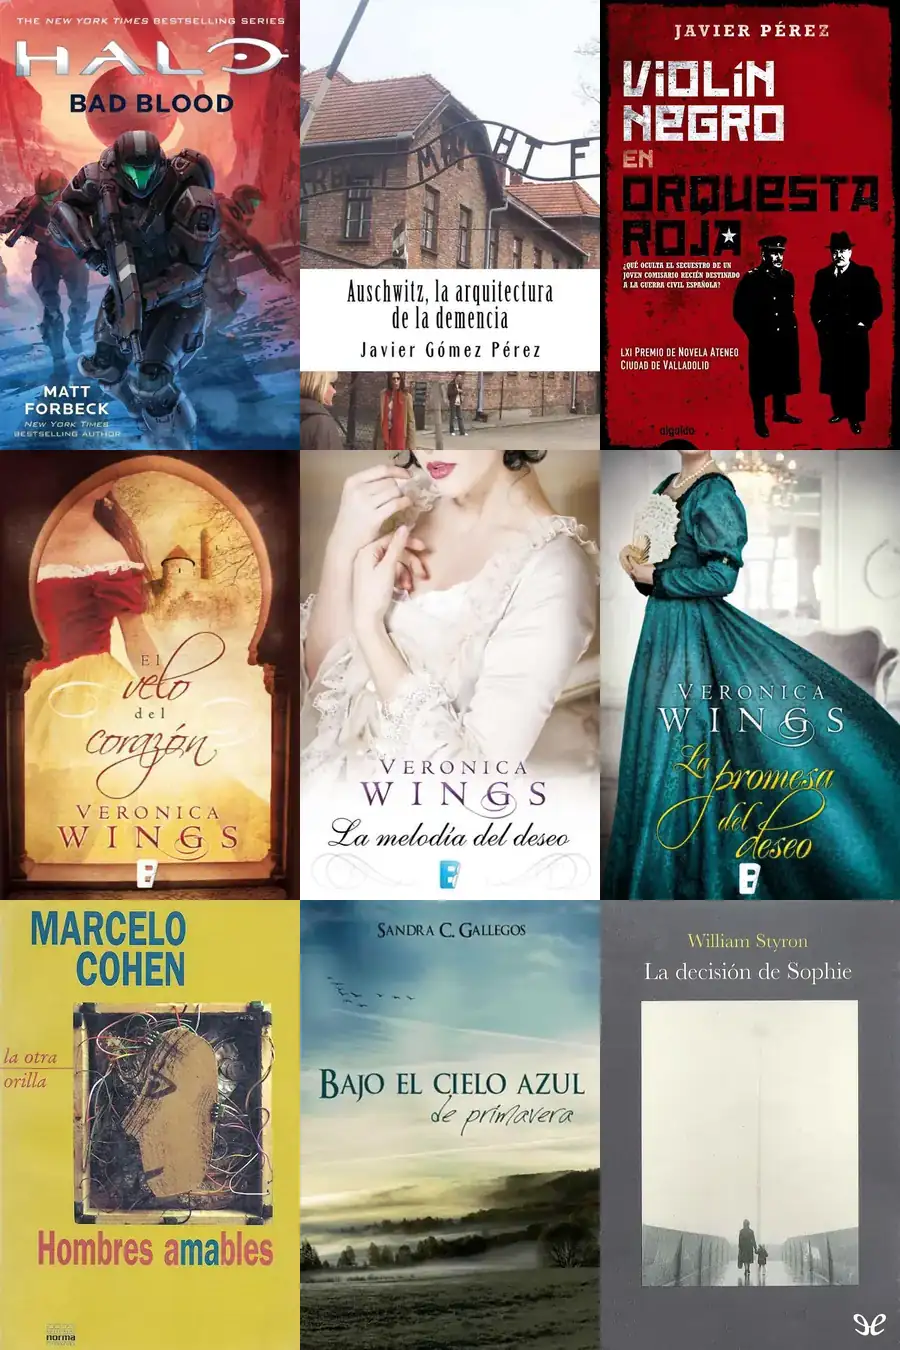 THE NEW YORK TIMES BESTSELLING SERIES
HALO
BAD BLOOD
MATT
FORBECK
NEW YORK TIMES
BESTSELLING AUTHOR
MACHT F
Auschwitz, la arquitectura
de la demencia
Javier Gómez Pérez
JAVIER PÉREZ
VIOLÍN
NEGRO
EN
ORQUESTA
ROJA
¿QUÉ OCULTA EL SECUESTRO DE UN
JOVEN COMISARIO RECIÉN DESTINADO
A LA GUERRA CIVIL ESPAÑOLA?
LXI PREMIO DE NOVELA ATENEO
CIUDAD DE VALLADOLID
algaida
El
velo
del
corazón
VERONICA
WINGS
B
VERONICA
WINGS
La melodía del deseo
B
VERONICA
WINGS
La promesa
del
deseo
B
MARCELO
COHEN
la otra
orilla
Hombres amables
norma
SANDRA C. GALLEGOS
BAJO EL CIELO AZUL
de primavera
William Styron
La decisión de Sophie